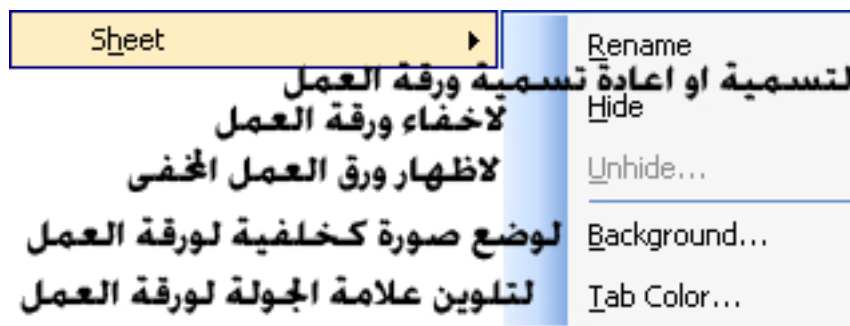 Sheet
Rename
لتسمية او اعادة تسمية ورقة العمل
Hide
لاخفاء ورقة العمل
Unhide...
لاظهار ورق العمل المخفى
Background...
لوضع صورة كخلفية لورقة العمل
Tab Color...
لتلوين علامة الجولة لورقة العمل